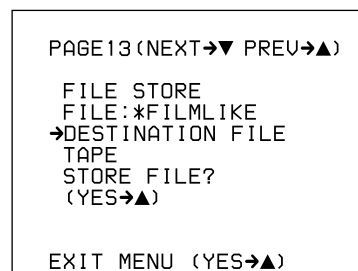 PAGE13(NEXT➔▼ PREV➔▲)
FILE STORE
FILE:*FILMLIKE
➔DESTINATION FILE
TAPE
STORE FILE?
(YES➔▲)
EXIT MENU (YES➔▲)